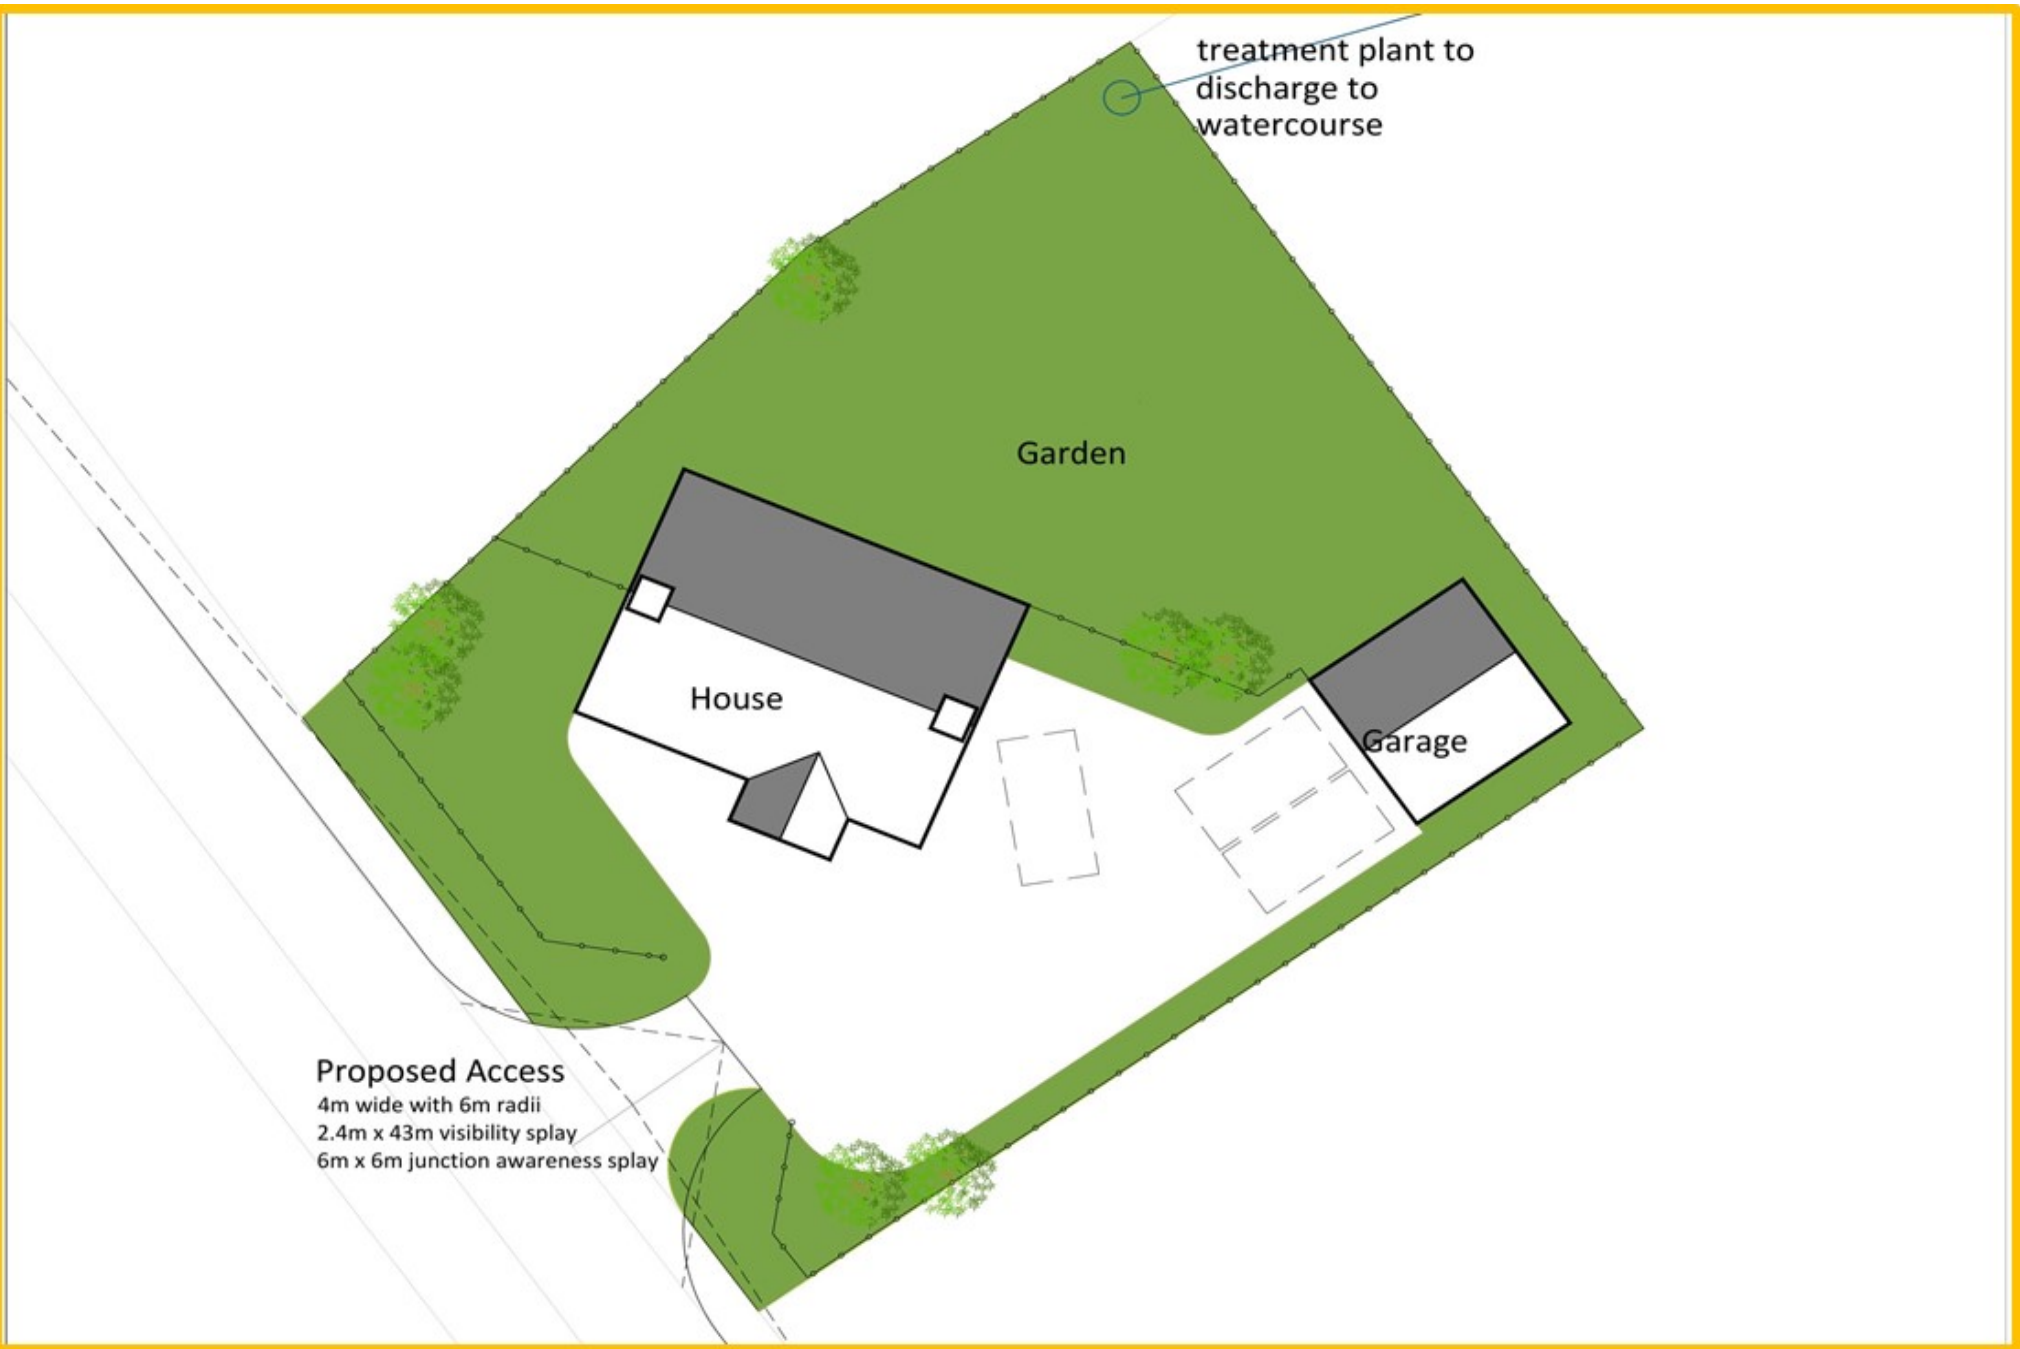 treatment plant to
discharge to
watercourse
Garden
House
Garage
Proposed Access
4m wide with 6m radii
2.4m x 43m visibility splay
6m x 6m junction awareness splay